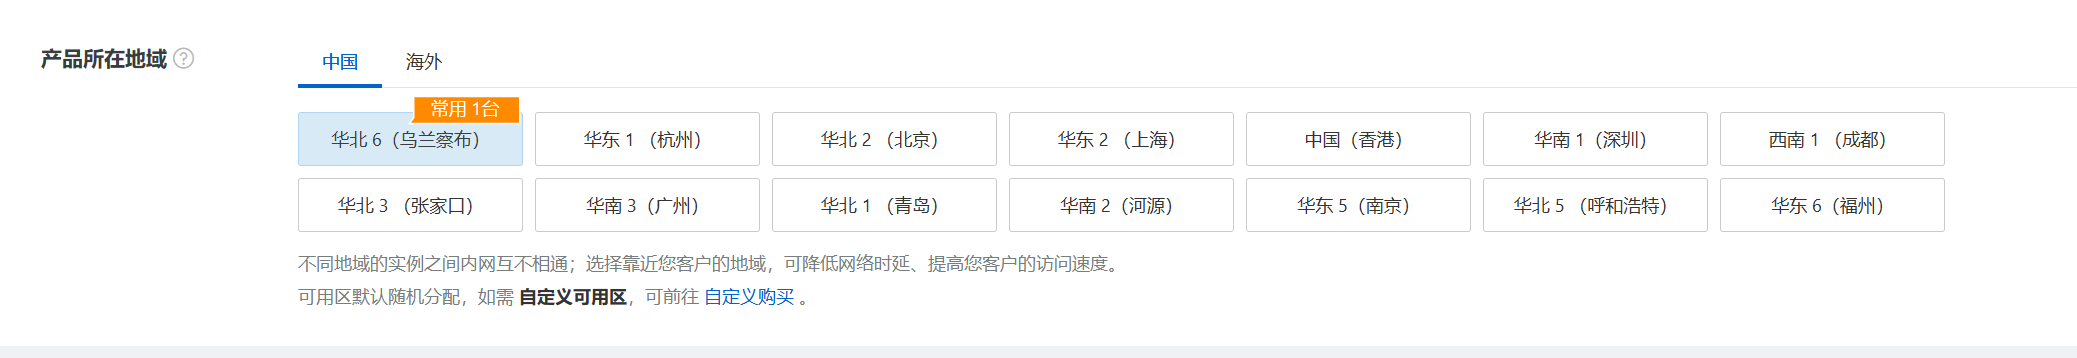 产品所在地域 ?
中国 海外
常用 1台
华北 6（乌兰察布） 华东 1 （杭州） 华北 2 （北京） 华东 2 （上海） 中国（香港） 华南 1（深圳） 西南 1 （成都）
华北 3 （张家口） 华南 3（广州） 华北 1 （青岛） 华南 2（河源） 华东 5（南京） 华北 5 （呼和浩特） 华东 6（福州）
不同地域的实例之间内网互不相通；选择靠近您客户的地域，可降低网络时延、提高您客户的访问速度。
可用区默认随机分配，如需 自定义可用区，可前往 自定义购买 。